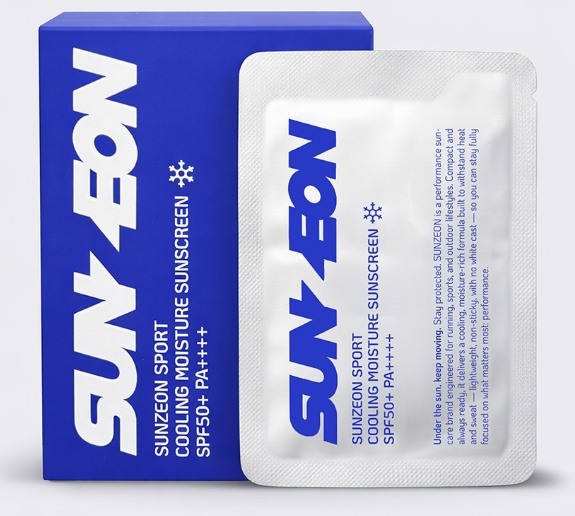 SUNZEON
SUNZEON SPORT
COOLING MOISTURE SUNSCREEN
SPF50+ PA++++
SUNZEON
SUNZEON SPORT
COOLING MOISTURE SUNSCREEN
SPF50+ PA++++
Under the sun, keep moving. Stay protected. SUNZEON is a performance sun-
care brand engineered for running, sports, and outdoor lifestyles. Compact and
always ready, it delivers a cooling, moisture-rich formula built to withstand heat
and sweat — lightweight, non-sticky, with no white cast — so you can stay fully
focused on what matters most: performance.